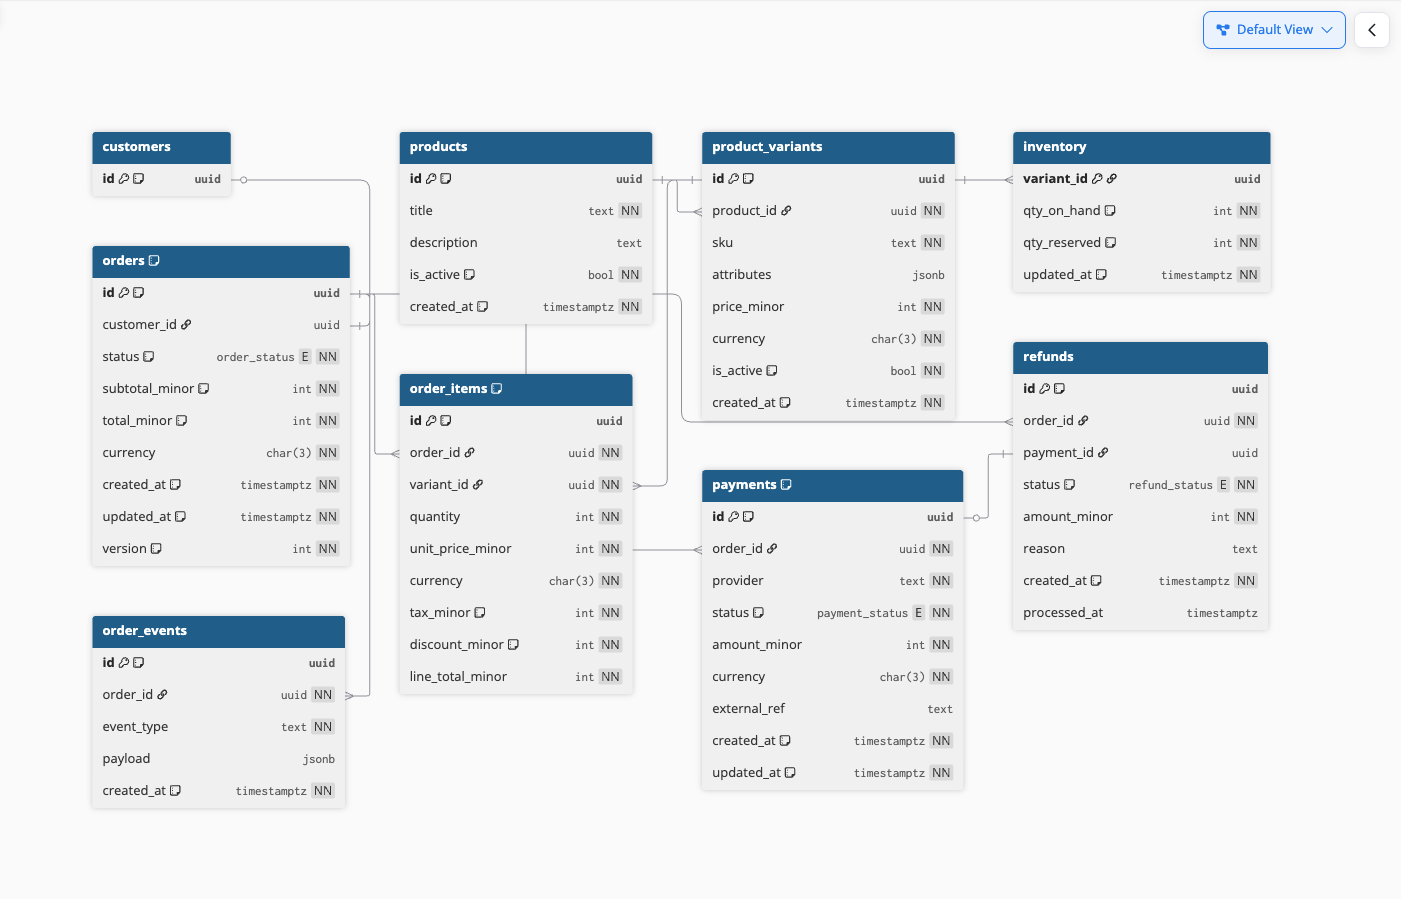 Default View
customers
id uuid
orders
id uuid
customer_id uuid
status order_status E NN
subtotal_minor int NN
total_minor int NN
currency char(3) NN
created_at timestamptz NN
updated_at timestamptz NN
version int NN
order_events
id uuid
order_id uuid NN
event_type text NN
payload jsonb
created_at timestamptz NN
products
id uuid
title text NN
description text
is_active bool NN
created_at timestamptz NN
order_items
id uuid
order_id uuid NN
variant_id uuid NN
quantity int NN
unit_price_minor int NN
currency char(3) NN
tax_minor int NN
discount_minor int NN
line_total_minor int NN
product_variants
id uuid
product_id uuid NN
sku text NN
attributes jsonb
price_minor int NN
currency char(3) NN
is_active bool NN
created_at timestamptz NN
payments
id uuid
order_id uuid NN
provider text NN
status payment_status E NN
amount_minor int NN
currency char(3) NN
external_ref text
created_at timestamptz NN
updated_at timestamptz NN
inventory
variant_id uuid
qty_on_hand int NN
qty_reserved int NN
updated_at timestamptz NN
refunds
id uuid
order_id uuid NN
payment_id uuid
status refund_status E NN
amount_minor int NN
reason text
created_at timestamptz NN
processed_at timestamptz